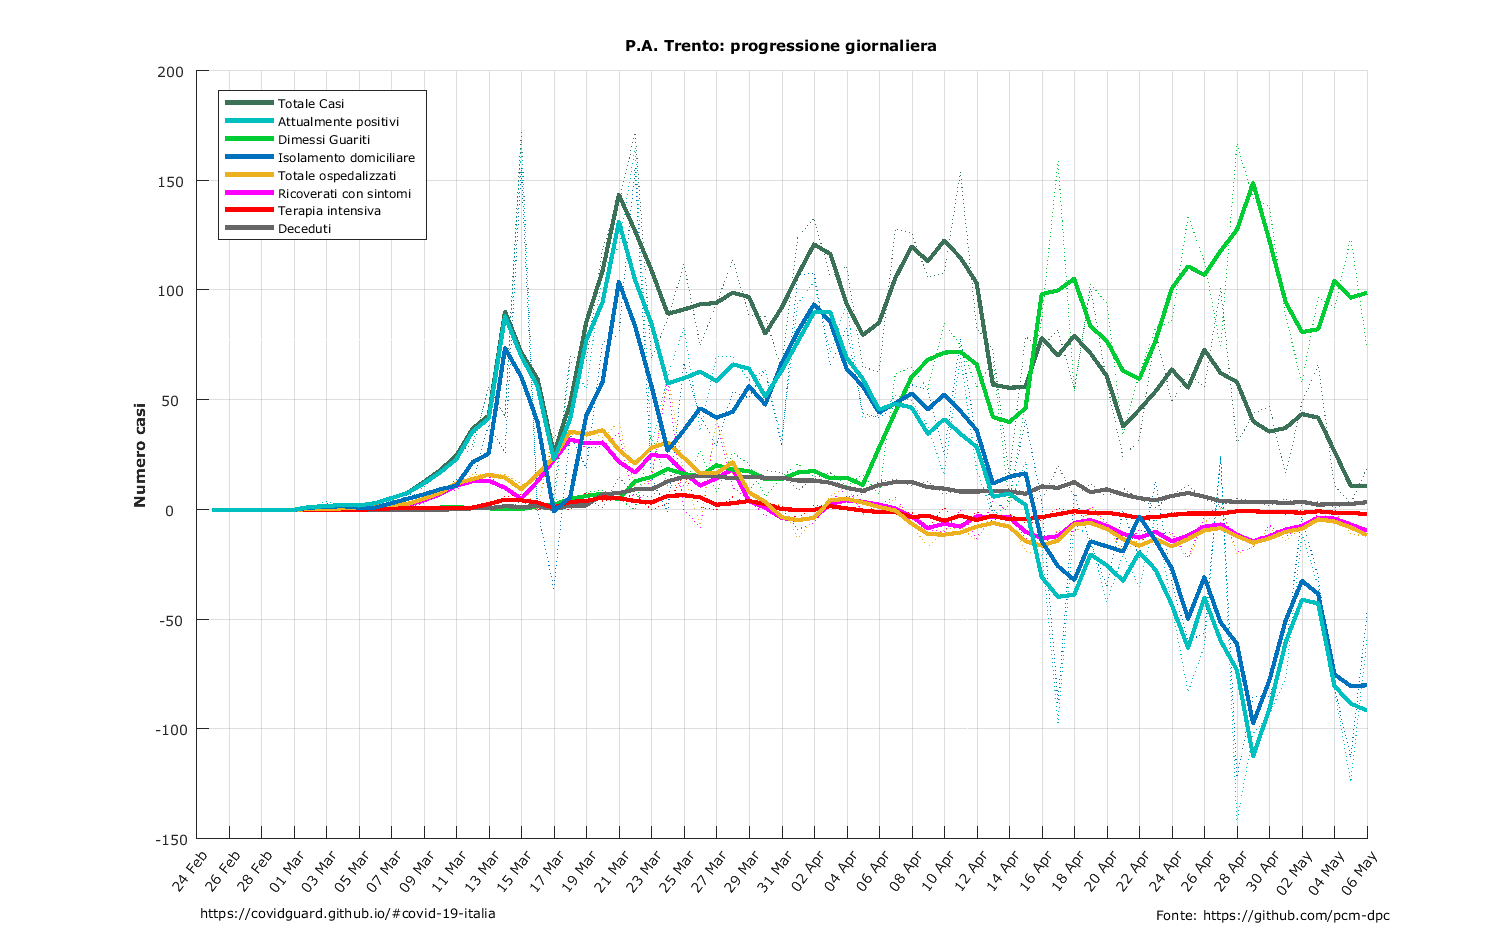 P.A. Trento: progressione giornaliera
200
150
100
50
0
-50
-100
-150
Numero casi
Totale Casi
Attualmente positivi
Dimessi Guariti
Isolamento domiciliare
Totale ospedalizzati
Ricoverati con sintomi
Terapia intensiva
Deceduti
24 Feb
26 Feb
28 Feb
01 Mar
03 Mar
05 Mar
07 Mar
09 Mar
11 Mar
13 Mar
15 Mar
17 Mar
19 Mar
21 Mar
23 Mar
25 Mar
27 Mar
29 Mar
31 Mar
02 Apr
04 Apr
06 Apr
08 Apr
10 Apr
12 Apr
14 Apr
16 Apr
18 Apr
20 Apr
22 Apr
24 Apr
26 Apr
28 Apr
30 Apr
02 May
04 May
06 May
https://covidguard.github.io/#covid-19-italia
Fonte: https://github.com/pcm-dpc